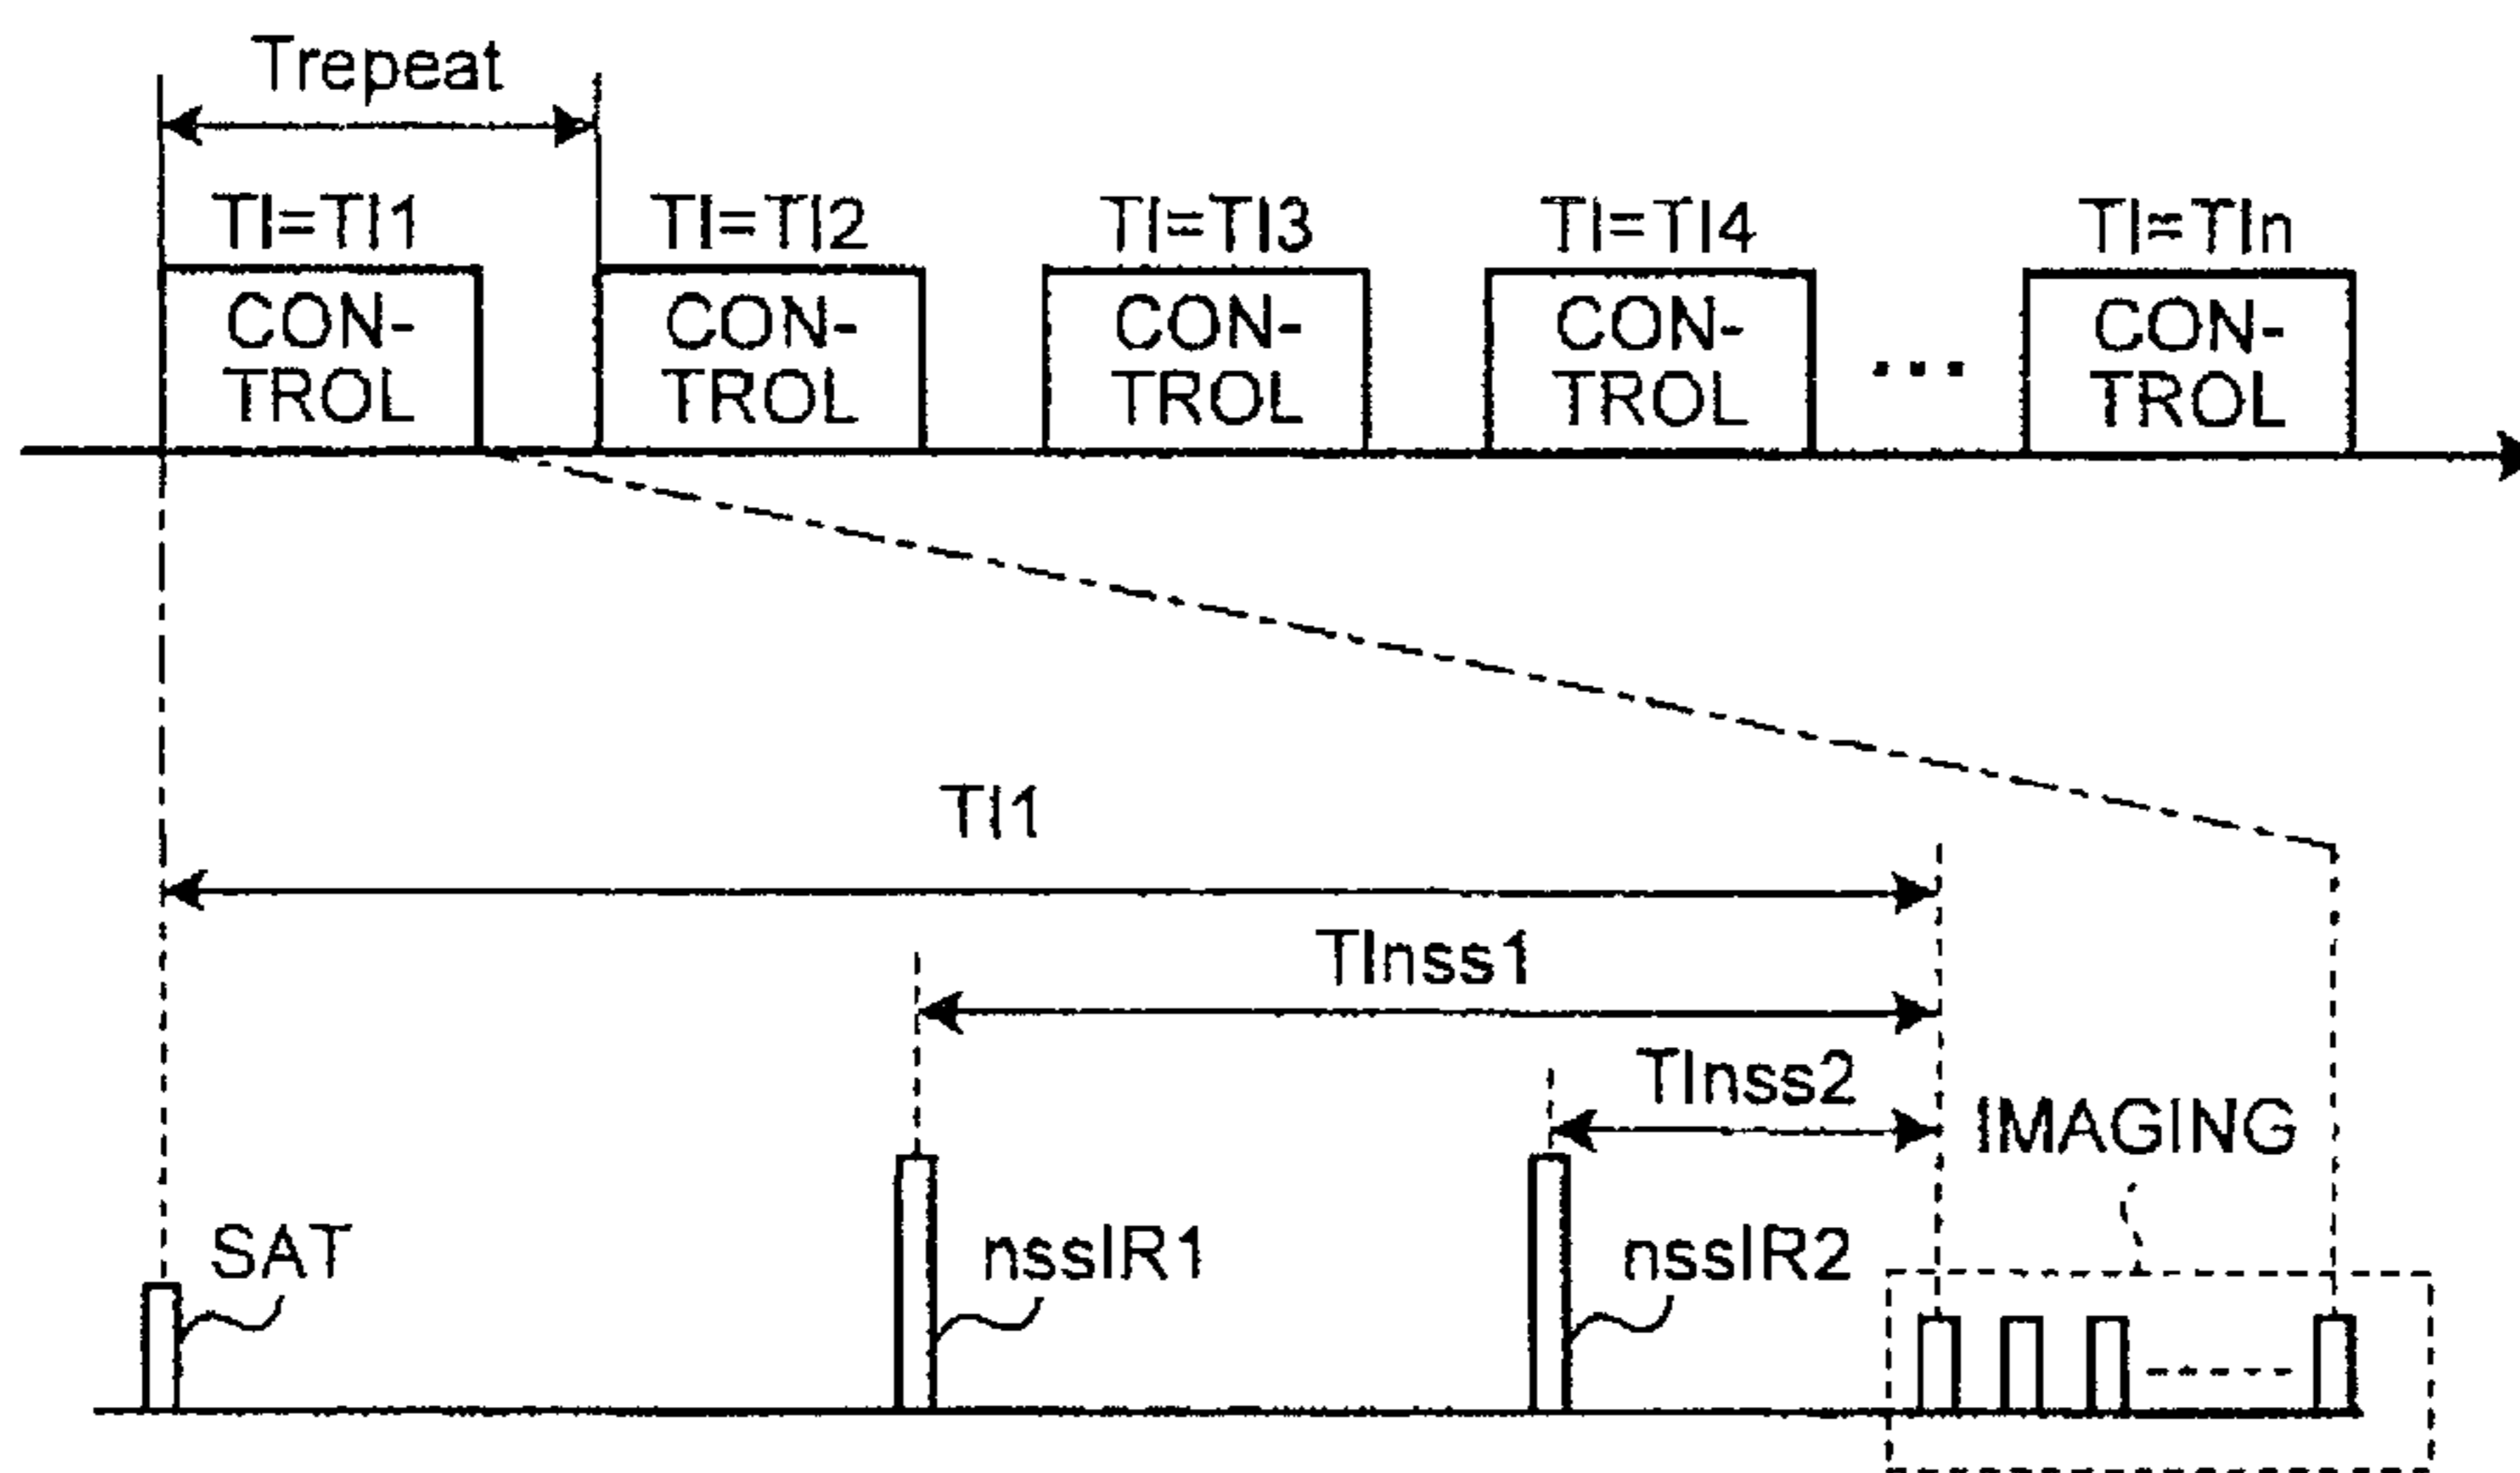 Trepeat
TI=TI1 TI=TI2 TI=TI3 TI=TI4 TI=TIn
CON- CON- CON- CON- CON-
TROL TROL TROL TROL ... TROL
TI1
TInss1
TInss2
IMAGING
SAT nssIR1 nssIR2